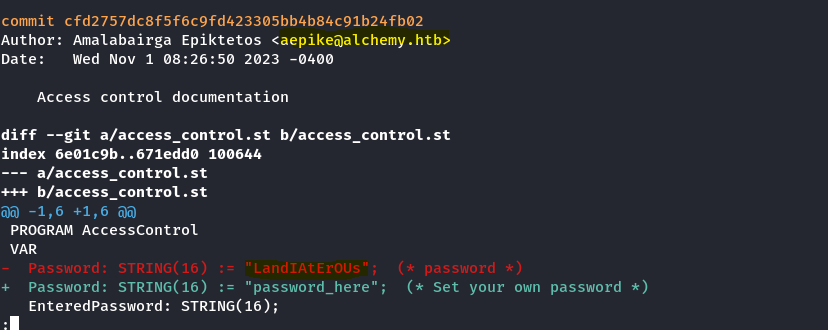 commit cfd2757dc8f5f6c9fd423305bb4b84c91b24fb02
Author: Amalabairga Epiktetos <aepike@alchemy.htb>
Date:   Wed Nov 1 08:26:50 2023 -0400
    Access control documentation
diff --git a/access_control.st b/access_control.st
index 6e01c9b..671edd0 100644
--- a/access_control.st
+++ b/access_control.st
@@ -1,6 +1,6 @@
 PROGRAM AccessControl
 VAR
-  Password: STRING(16) := "LandIAtErOUs";  (* password *)
+  Password: STRING(16) := "password_here";  (* Set your own password *)
   EnteredPassword: STRING(16);
: